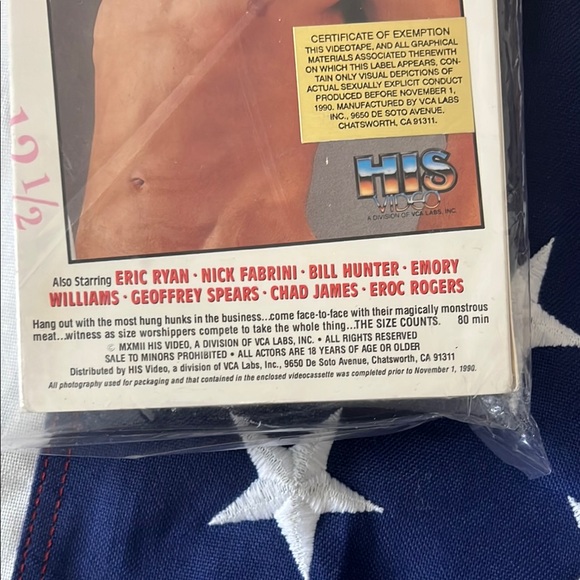 CERTIFICATE OF EXEMPTION
THIS VIDEOTAPE, AND ALL GRAPHICAL
MATERIALS ASSOCIATED THEREWITH
ON WHICH THIS LABEL APPEARS, CON-
TAIN ONLY VISUAL DEPICTIONS OF
ACTUAL SEXUALLY EXPLICIT CONDUCT
PRODUCED BEFORE NOVEMBER 1,
1990. MANUFACTURED BY VCA LABS
INC., 9650 DE SOTO AVENUE,
CHATSWORTH, CA 91311.
12 1/2
HIS
VIDEO
A DIVISION OF VCA LABS, INC.
Also Starring ERIC RYAN · NICK FABRINI · BILL HUNTER · EMORY
WILLIAMS · GEOFFREY SPEARS · CHAD JAMES · EROC ROGERS
Hang out with the most hung hunks in the business...come face-to-face with their magically monstrous
meat...witness as size worshippers compete to take the whole thing...THE SIZE COUNTS. 80 min
© MXMII HIS VIDEO, A DIVISION OF VCA LABS, INC. • ALL RIGHTS RESERVED
SALE TO MINORS PROHIBITED • ALL ACTORS ARE 18 YEARS OF AGE OR OLDER
Distributed by HIS Video, a division of VCA Labs, Inc., 9650 De Soto Avenue, Chatsworth, CA 91311
All photography used for packaging and that contained in the enclosed videocassette was completed prior to November 1, 1990.